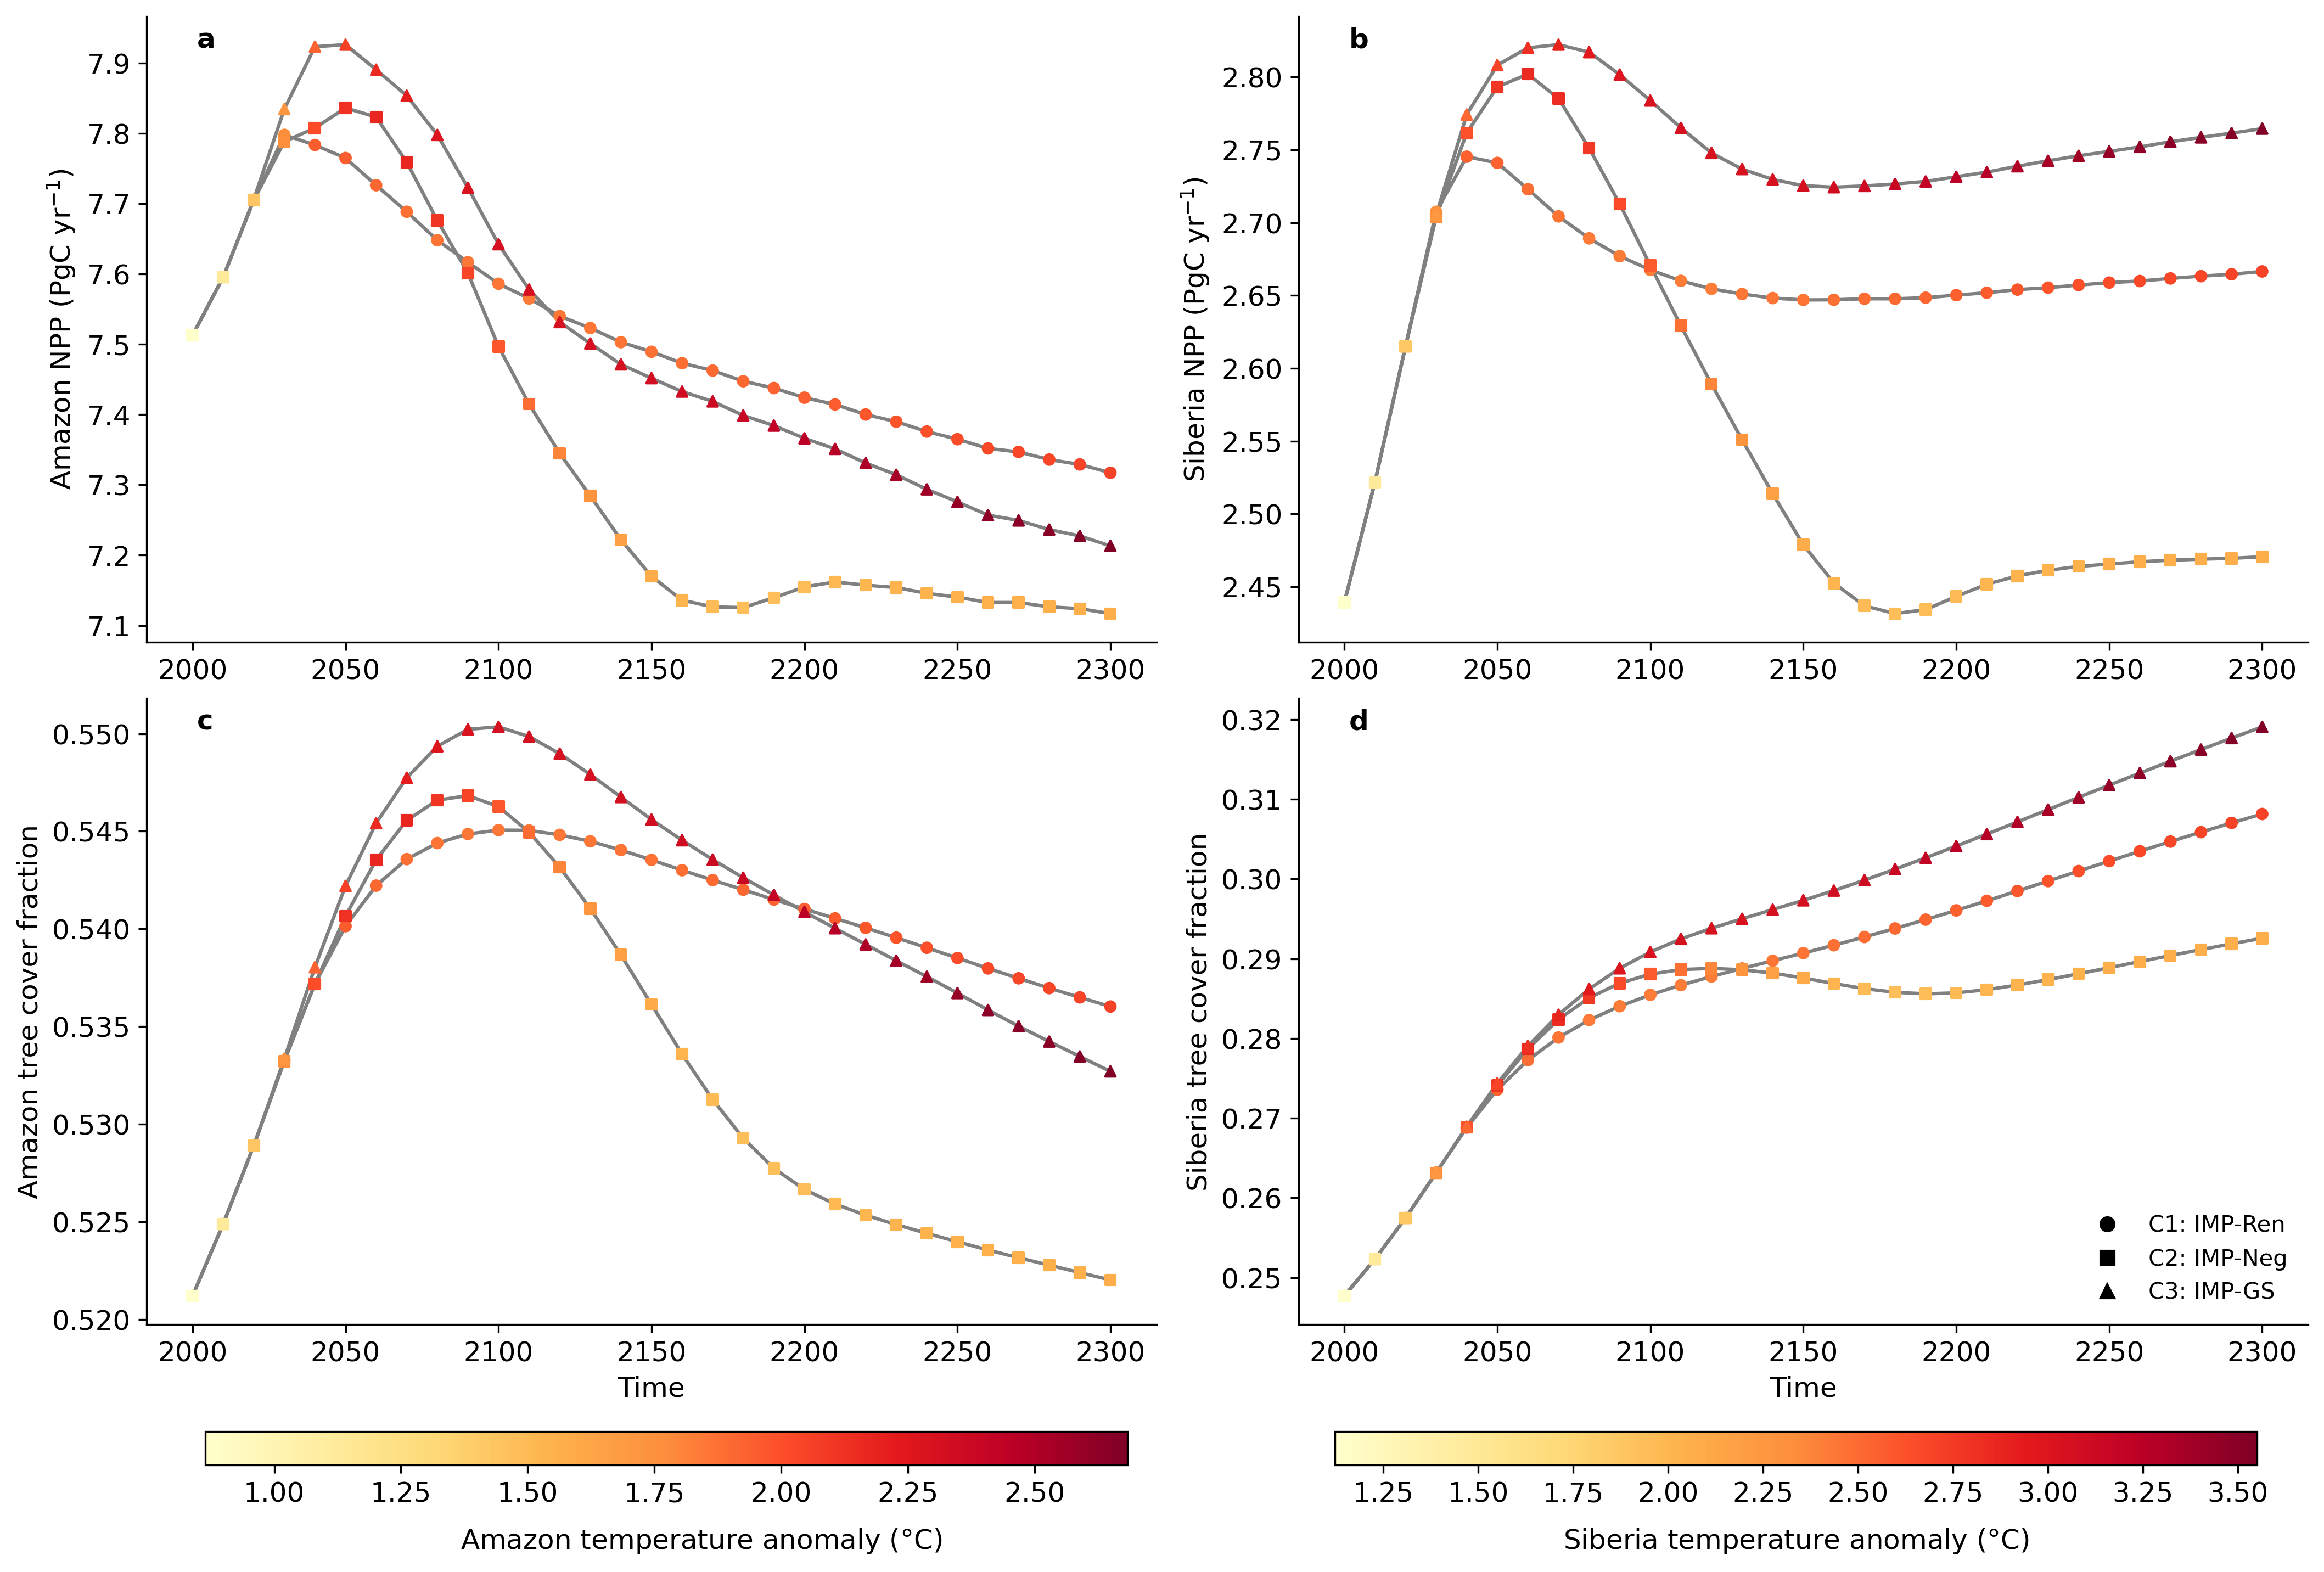 a
7.9
7.8
7.7
7.6
7.5
7.4
7.3
7.2
7.1
Amazon NPP (PgC yr⁻¹)
2000 2050 2100 2150 2200 2250 2300
b
2.80
2.75
2.70
2.65
2.60
2.55
2.50
2.45
Siberia NPP (PgC yr⁻¹)
2000 2050 2100 2150 2200 2250 2300
c
0.550
0.545
0.540
0.535
0.530
0.525
0.520
Amazon tree cover fraction
2000 2050 2100 2150 2200 2250 2300
Time
d
0.32
0.31
0.30
0.29
0.28
0.27
0.26
0.25
Siberia tree cover fraction
C1: IMP-Ren
C2: IMP-Neg
C3: IMP-GS
2000 2050 2100 2150 2200 2250 2300
Time
1.00 1.25 1.50 1.75 2.00 2.25 2.50
Amazon temperature anomaly (°C)
1.25 1.50 1.75 2.00 2.25 2.50 2.75 3.00 3.25 3.50
Siberia temperature anomaly (°C)